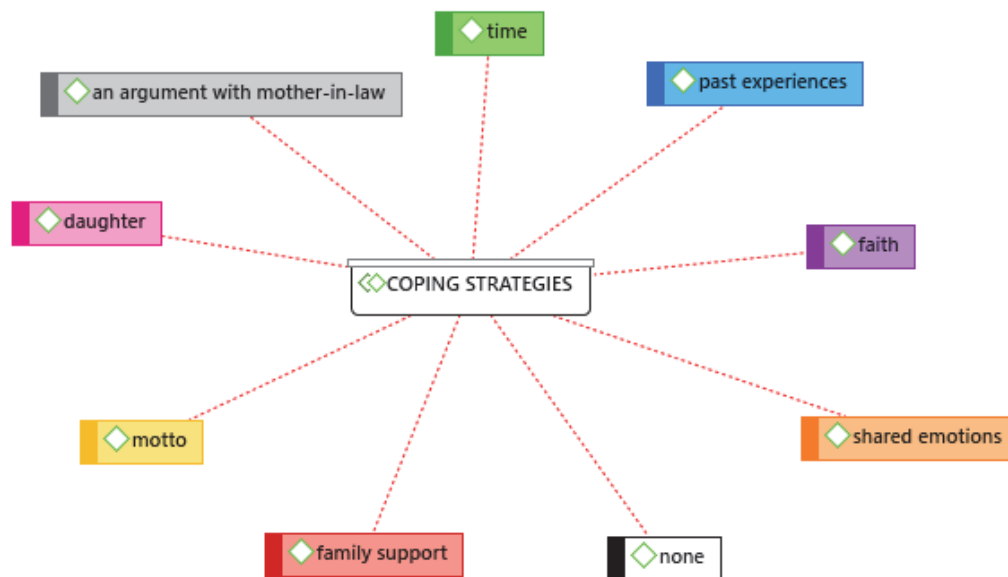 time
an argument with mother-in-law
past experiences
daughter
faith
COPING STRATEGIES
motto
shared emotions
family support
none